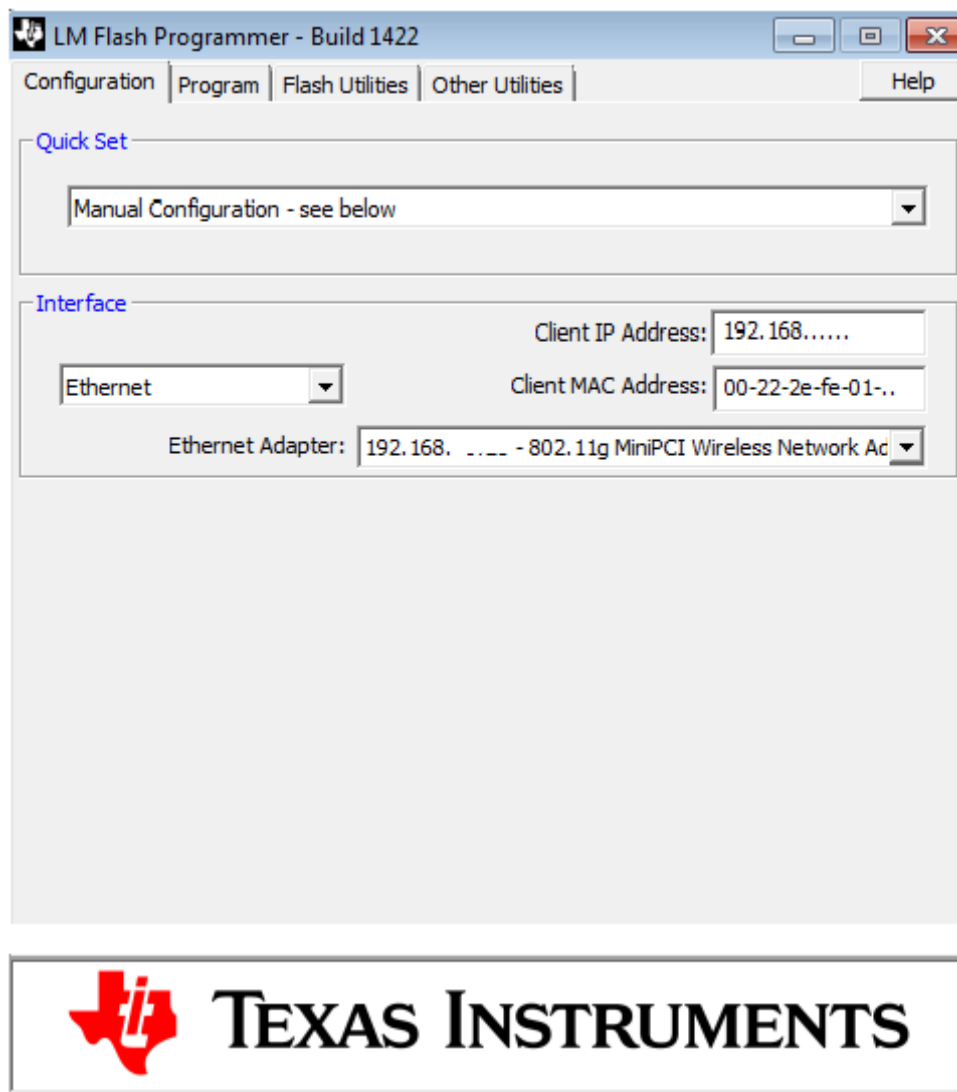 LM Flash Programmer - Build 1422
Configuration Program Flash Utilities Other Utilities Help
Quick Set
Manual Configuration - see below
Interface
Client IP Address: 192.168......
Ethernet Client MAC Address: 00-22-2e-fe-01-..
Ethernet Adapter: 192.168. - 802.11g MiniPCI Wireless Network Ad
TEXAS INSTRUMENTS